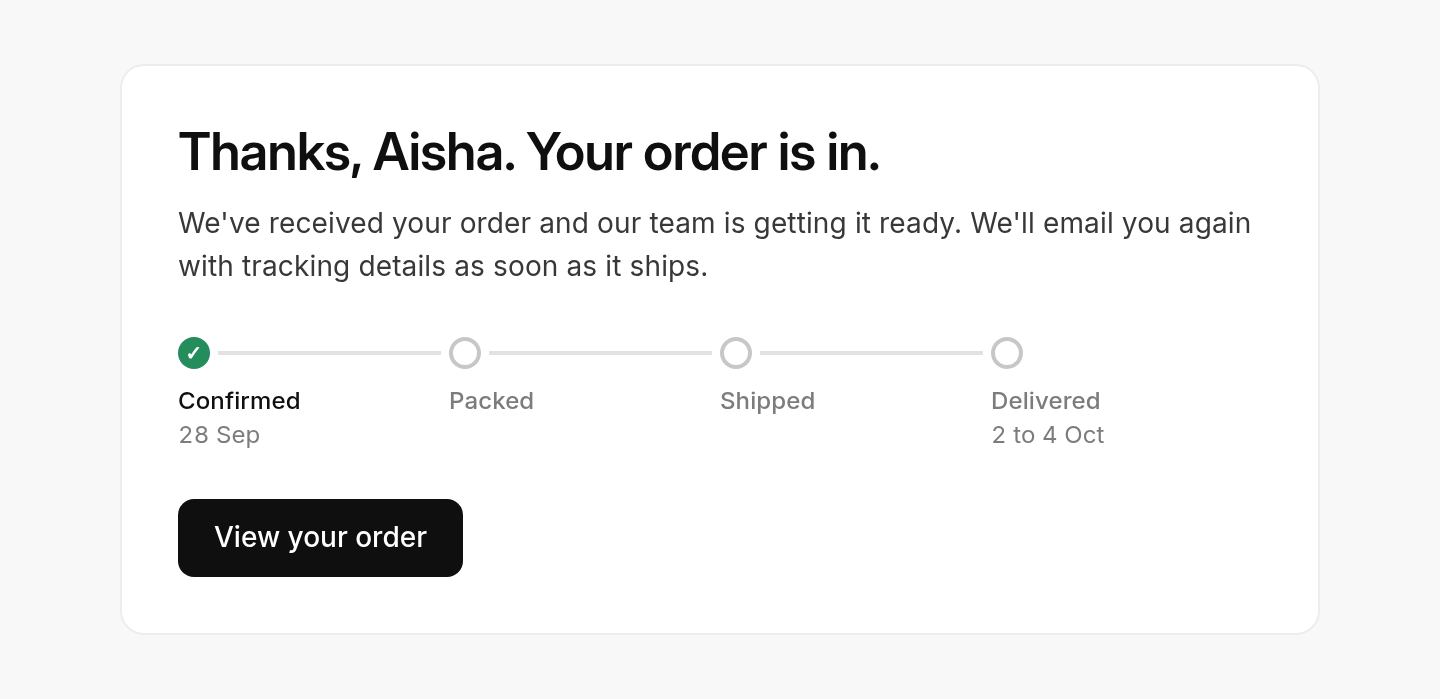 Thanks, Aisha. Your order is in.
We've received your order and our team is getting it ready. We'll email you again
with tracking details as soon as it ships.
✓
Confirmed
28 Sep
Packed
Shipped
Delivered
2 to 4 Oct
View your order